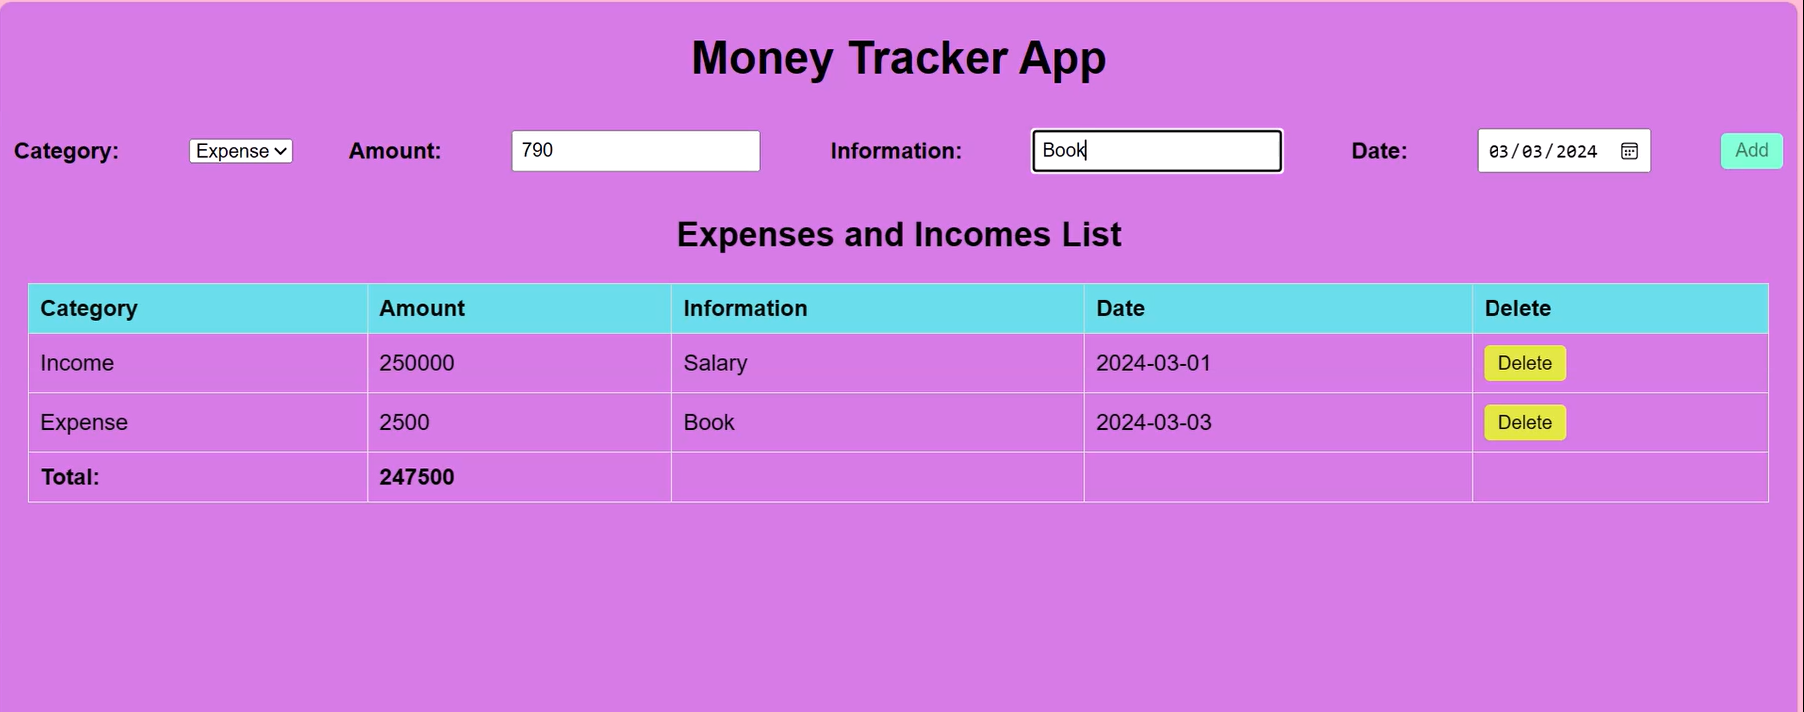 Money Tracker App
Category: Expense Amount: 790 Information: Book Date: 03/03/2024 Add
Expenses and Incomes List
Category Amount Information Date Delete
Income 250000 Salary 2024-03-01 Delete
Expense 2500 Book 2024-03-03 Delete
Total: 247500